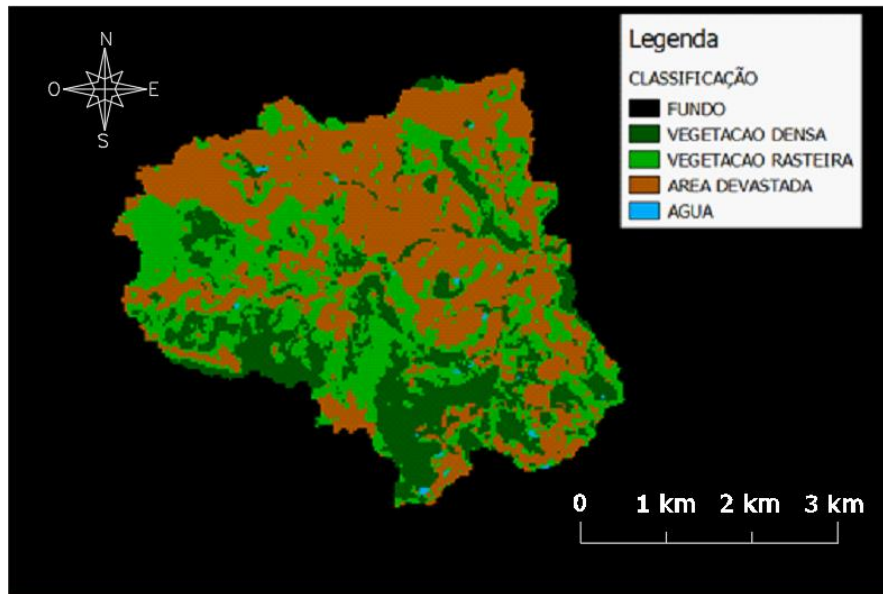 N
O E
S
Legenda
CLASSIFICAÇÃO
FUNDO
VEGETACAO DENSA
VEGETACAO RASTEIRA
AREA DEVASTADA
AGUA
0 1 km 2 km 3 km